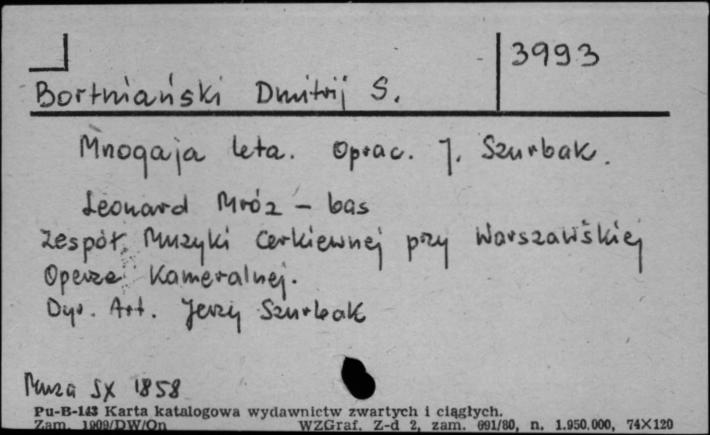 3993
Bortniański Dmitrij S.
Mnogaja leta. Oprac. J. Szurbak.
Leonard Mróz - bas
Zespół Muzyki Cerkiewnej przy Warszawskiej
Operze Kameralnej.
Dyr. Art. Jerzy Szurbak
Muza SX 1858
Pu-B-143 Karta katalogowa wydawnictw zwartych i ciągłych.
Zam. 1909/DW/On WZGraf. Z-d 2, zam. 691/80, n. 1.950.000, 74X120